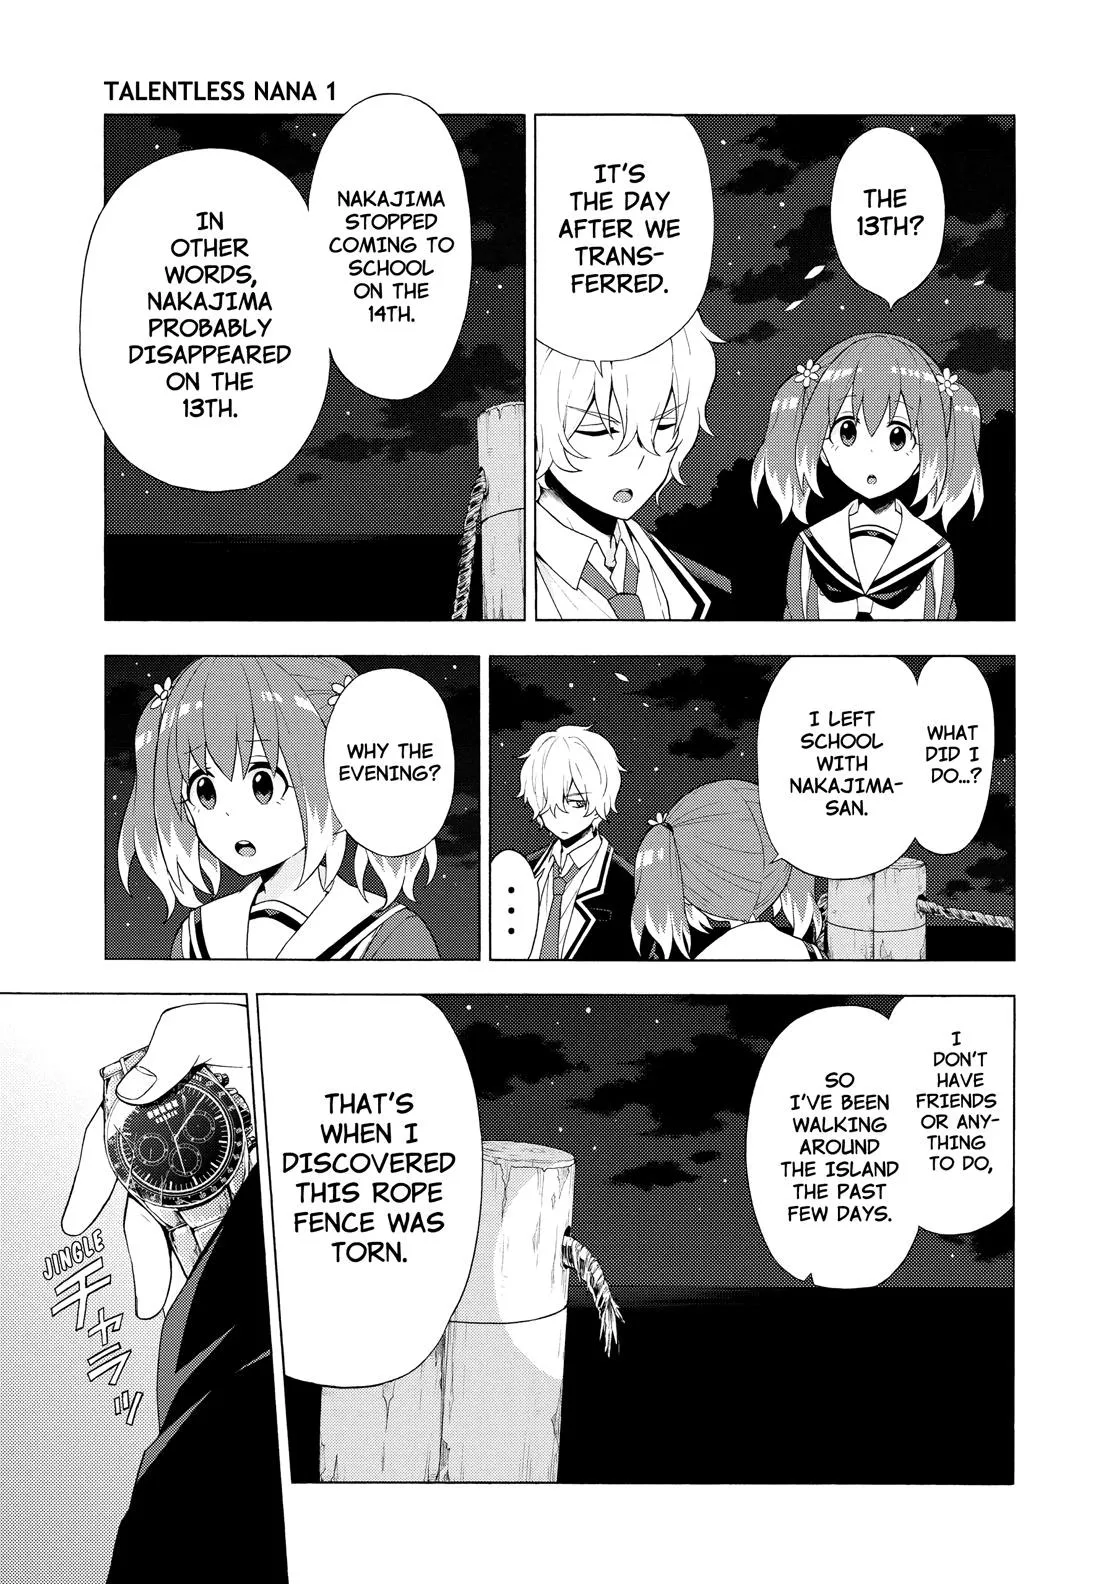 TALENTLESS NANA 1
THE
13TH?
IT'S
THE DAY
AFTER WE
TRANS-
FERRED.
NAKAJIMA
STOPPED
COMING TO
SCHOOL
ON THE
14TH.
IN
OTHER
WORDS,
NAKAJIMA
PROBABLY
DISAPPEARED
ON THE
13TH.
WHAT
DID I
DO...?
I LEFT
SCHOOL
WITH
NAKAJIMA-
SAN.
...
WHY THE
EVENING?
I
DON'T
HAVE
FRIENDS
OR ANY-
THING
TO DO,
SO
I'VE BEEN
WALKING
AROUND
THE ISLAND
THE PAST
FEW DAYS.
THAT'S
WHEN I
DISCOVERED
THIS ROPE
FENCE WAS
TORN.
JINGLE
チャラッ